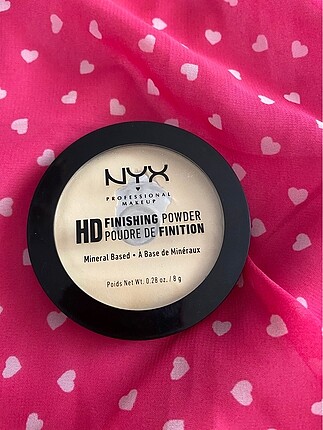 NYX
PROFESSIONAL
MAKEUP
HD FINISHING POWDER
POUDRE DE FINITION
Mineral Based • À Base de Minéraux
Poids Net Wt. 0.28 oz. / 8 g